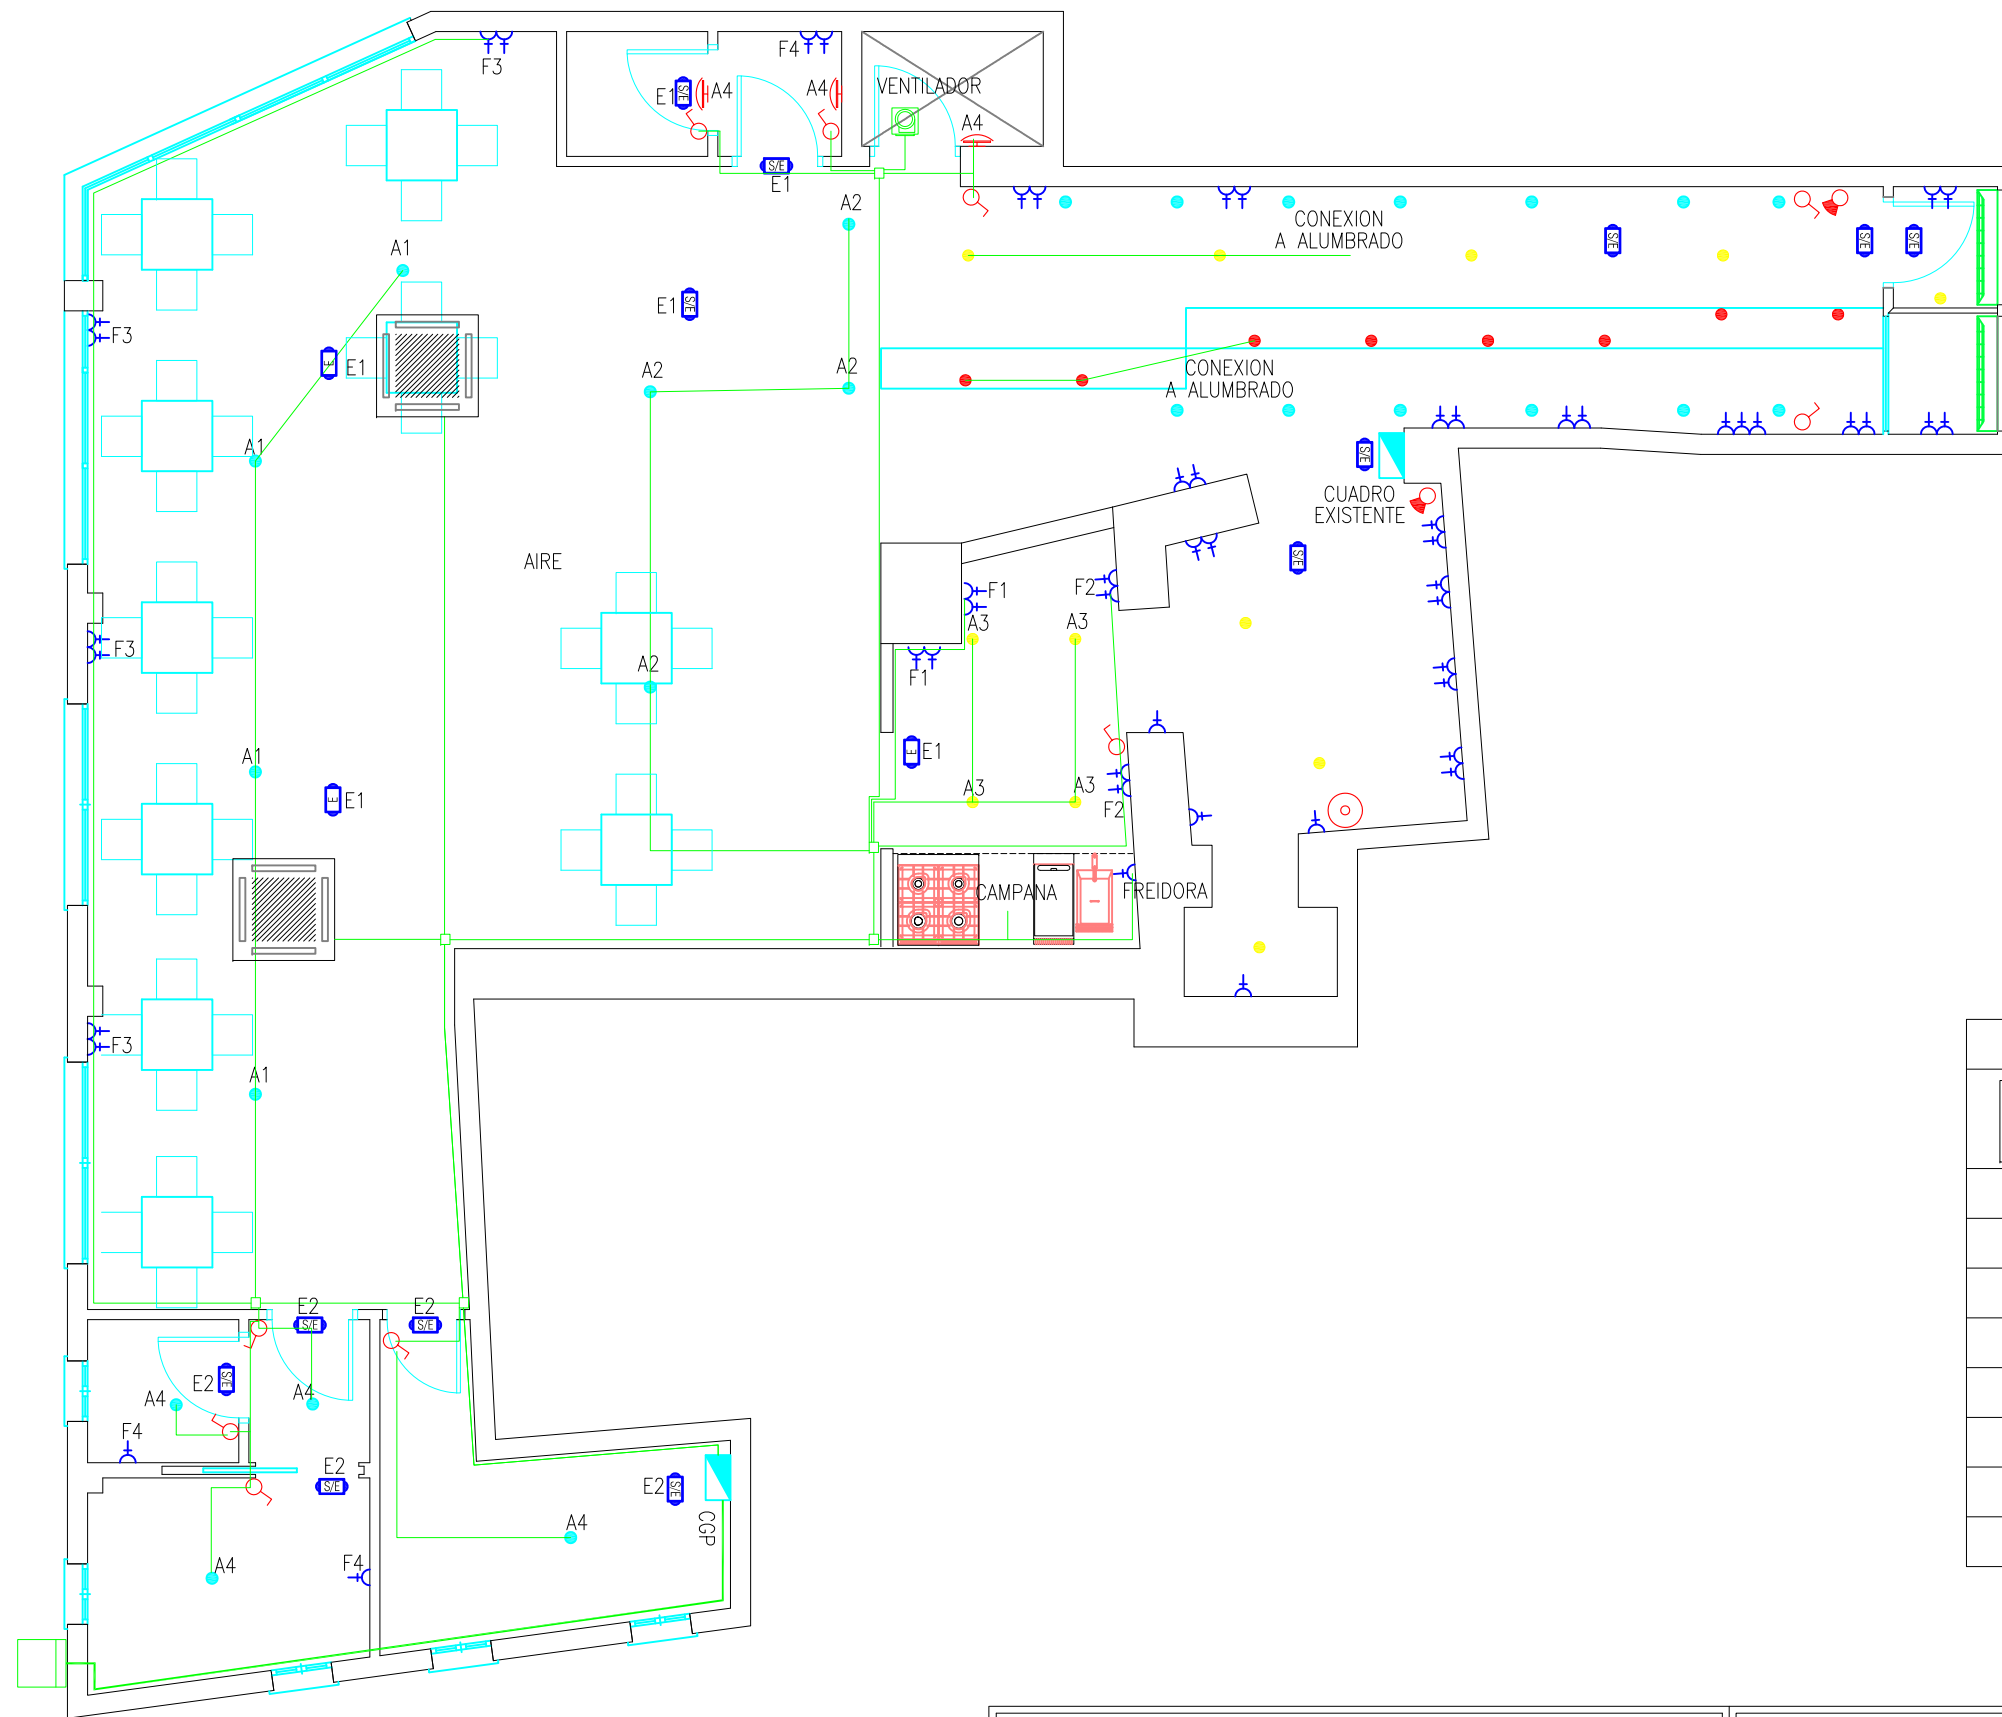 F3
F4
E1
S/E
A4
A4
VENTILADOR
A4
S/E
E1
A2
A1
CONEXION
A ALUMBRADO
S/E
S/E
S/E
E1
S/E
F3
E
E1
A2
A2
CONEXION
A ALUMBRADO
A1
S/E
CUADRO
EXISTENTE
AIRE
S/E
F1
F2
A3
A3
F3
A2
F1
A1
E
E1
E
E1
A3
A3
F2
CAMPANA
FREIDORA
F3
A1
E2
S/E
E2
S/E
E2
S/E
A4
A4
F4
E2
S/E
E2
S/E
CGP
A4
A4
F4